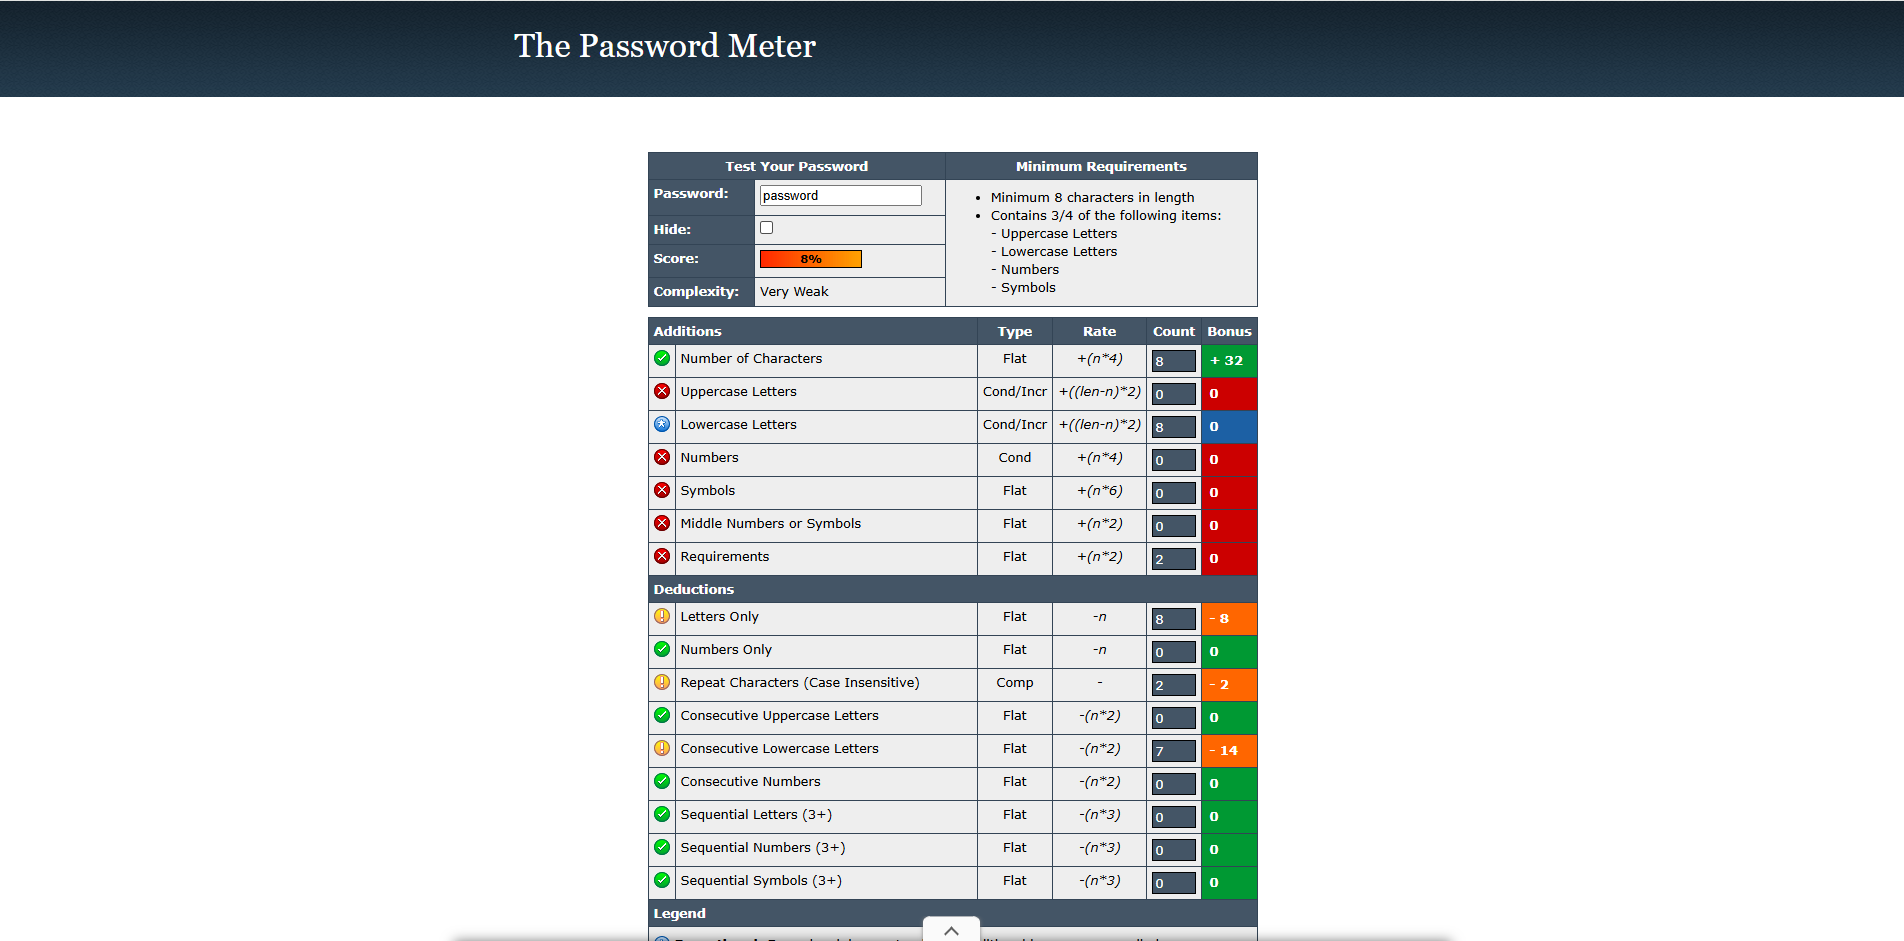 The Password Meter
Test Your Password Minimum Requirements
Password: password
Hide:
Score: 8%
Complexity: Very Weak
• Minimum 8 characters in length
• Contains 3/4 of the following items:
- Uppercase Letters
- Lowercase Letters
- Numbers
- Symbols
Additions Type Rate Count Bonus
Number of Characters Flat +(n*4) 8 + 32
Uppercase Letters Cond/Incr +((len-n)*2) 0 0
Lowercase Letters Cond/Incr +((len-n)*2) 8 0
Numbers Cond +(n*4) 0 0
Symbols Flat +(n*6) 0 0
Middle Numbers or Symbols Flat +(n*2) 0 0
Requirements Flat +(n*2) 2 0
Deductions
Letters Only Flat -n 8 - 8
Numbers Only Flat -n 0 0
Repeat Characters (Case Insensitive) Comp - 2 - 2
Consecutive Uppercase Letters Flat -(n*2) 0 0
Consecutive Lowercase Letters Flat -(n*2) 7 - 14
Consecutive Numbers Flat -(n*2) 0 0
Sequential Letters (3+) Flat -(n*3) 0 0
Sequential Numbers (3+) Flat -(n*3) 0 0
Sequential Symbols (3+) Flat -(n*3) 0 0
Legend